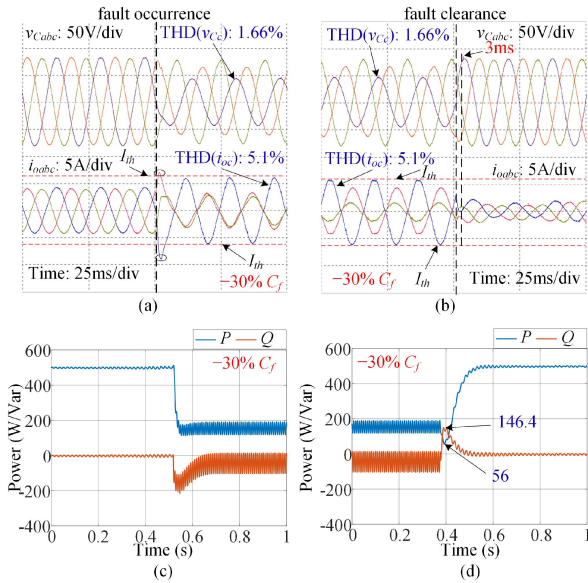 fault occurrence
v_Cabc: 50V/div
THD(v_Cc): 1.66%
i_oabc: 5A/div
I_th
THD(i_oc): 5.1%
I_th
Time: 25ms/div
−30% C_f
(a)
fault clearance
THD(v_Cc): 1.66%
v_Cabc: 50V/div
3ms
THD(i_oc): 5.1%
I_th
i_oabc: 5A/div
I_th
−30% C_f
Time: 25ms/div
(b)
P Q
−30% C_f
Power (W/Var)
600
400
200
0
-200
-400
0 0.2 0.4 0.6 0.8 1
Time (s)
(c)
P Q
−30% C_f
146.4
56
Power (W/Var)
600
400
200
0
-200
-400
0 0.2 0.4 0.6 0.8 1
Time (s)
(d)